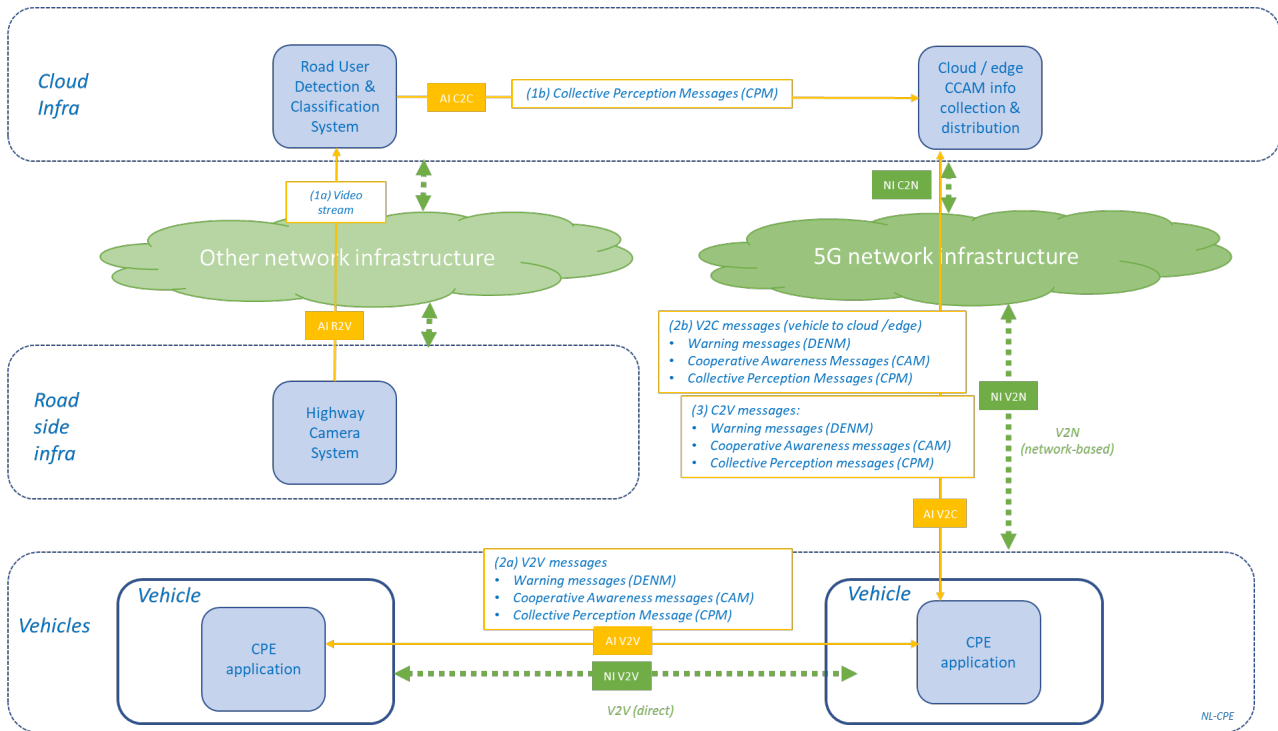 Cloud
Infra
Road User
Detection &
Classification
System
AI C2C
(1b) Collective Perception Messages (CPM)
Cloud / edge
CCAM info
collection &
distribution
(1a) Video
stream
NI C2N
Other network infrastructure
5G network infrastructure
AI R2V
(2b) V2C messages (vehicle to cloud /edge)
• Warning messages (DENM)
• Cooperative Awareness Messages (CAM)
• Collective Perception Messages (CPM)
Road
side
infra
Highway
Camera
System
NI V2N
(3) C2V messages:
• Warning messages (DENM)
• Cooperative Awareness messages (CAM)
• Collective Perception messages (CPM)
V2N
(network-based)
AI V2C
Vehicles
(2a) V2V messages
• Warning messages (DENM)
• Cooperative Awareness messages (CAM)
• Collective Perception Message (CPM)
Vehicle
CPE
application
AI V2V
NI V2V
V2V (direct)
Vehicle
CPE
application
NL-CPE